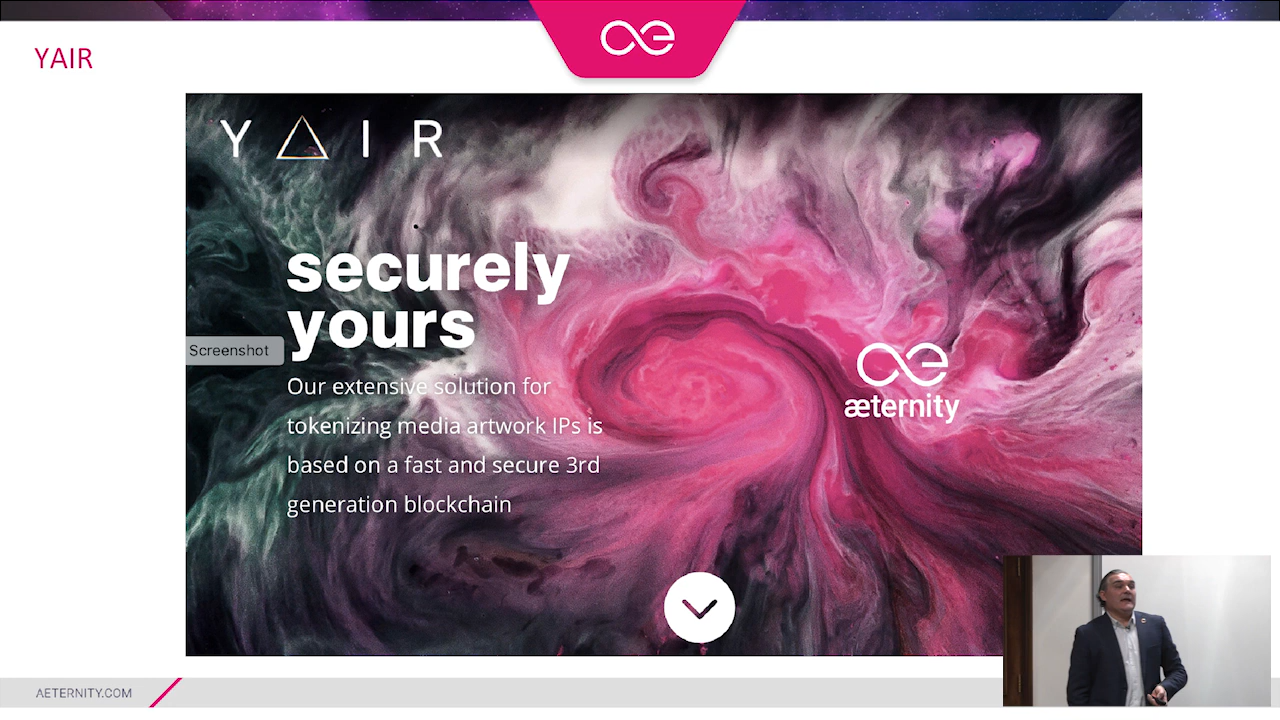 YAIR
YAIR
securely
yours
Screenshot
Our extensive solution for
tokenizing media artwork IPs is
based on a fast and secure 3rd
generation blockchain
æternity
AETERNITY.COM